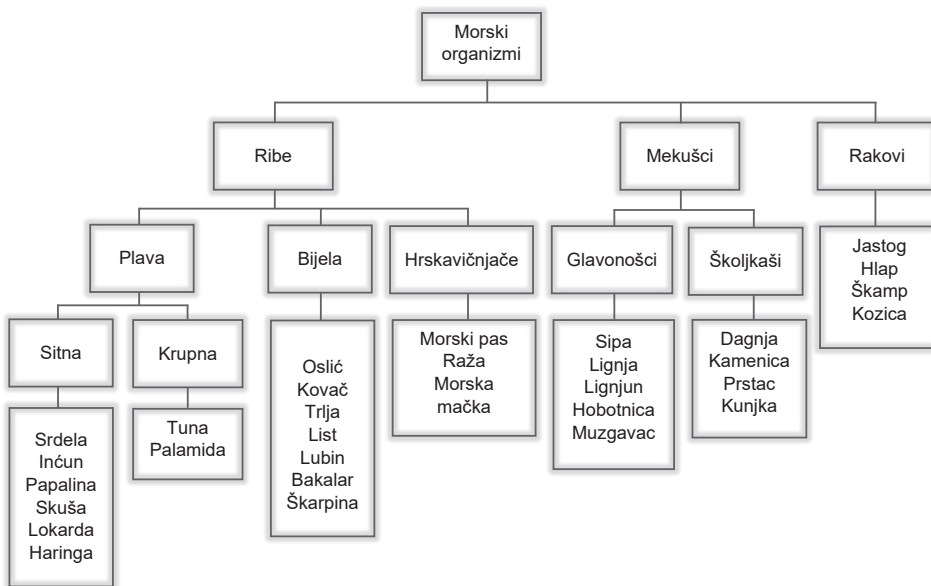 Morski
organizmi
Ribe
Mekušci
Rakovi
Plava
Bijela
Hrskavičnjače
Glavonošci
Školjkaši
Jastog
Hlap
Škamp
Kozica
Sitna
Krupna
Oslić
Kovač
Trlja
List
Lubin
Bakalar
Škarpina
Morski pas
Raža
Morska
mačka
Sipa
Lignja
Lignjun
Hobotnica
Muzgavac
Dagnja
Kamenica
Prstac
Kunjka
Srdela
Inćun
Papalina
Skuša
Lokarda
Haringa
Tuna
Palamida